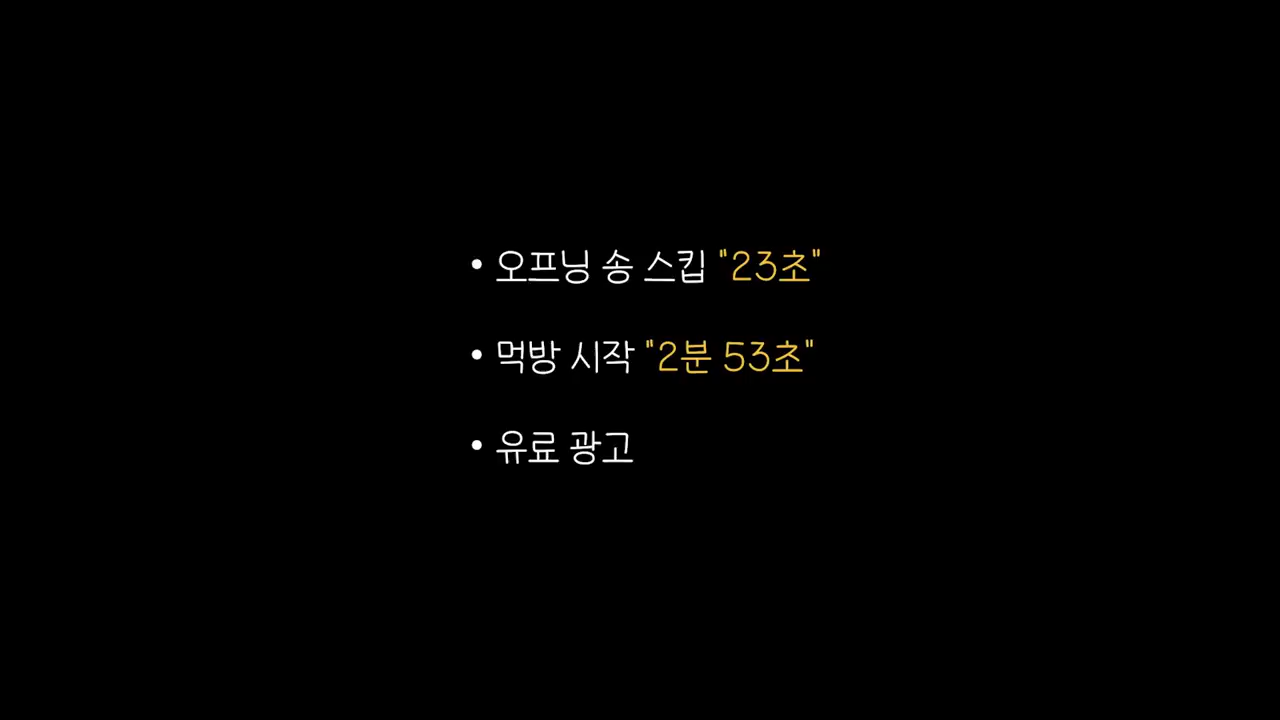 • 오프닝 송 스킵 "23초"
• 먹방 시작 "2분 53초"
• 유료 광고